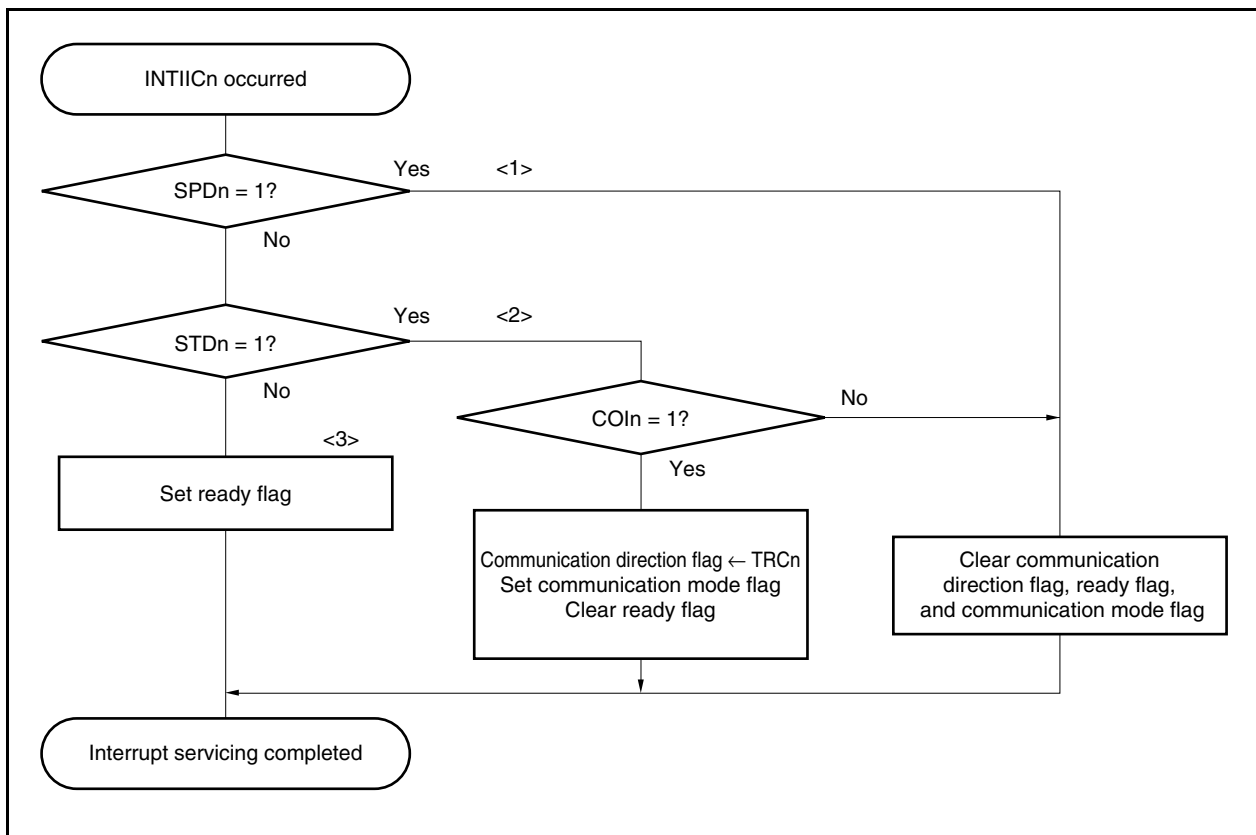 INTIICn occurred
Yes
<1>
SPDn = 1?
No
Yes
<2>
STDn = 1?
No
COIn = 1?
No
Yes
<3>
Set ready flag
Communication direction flag ← TRCn
Set communication mode flag
Clear ready flag
Clear communication
direction flag, ready flag,
and communication mode flag
Interrupt servicing completed